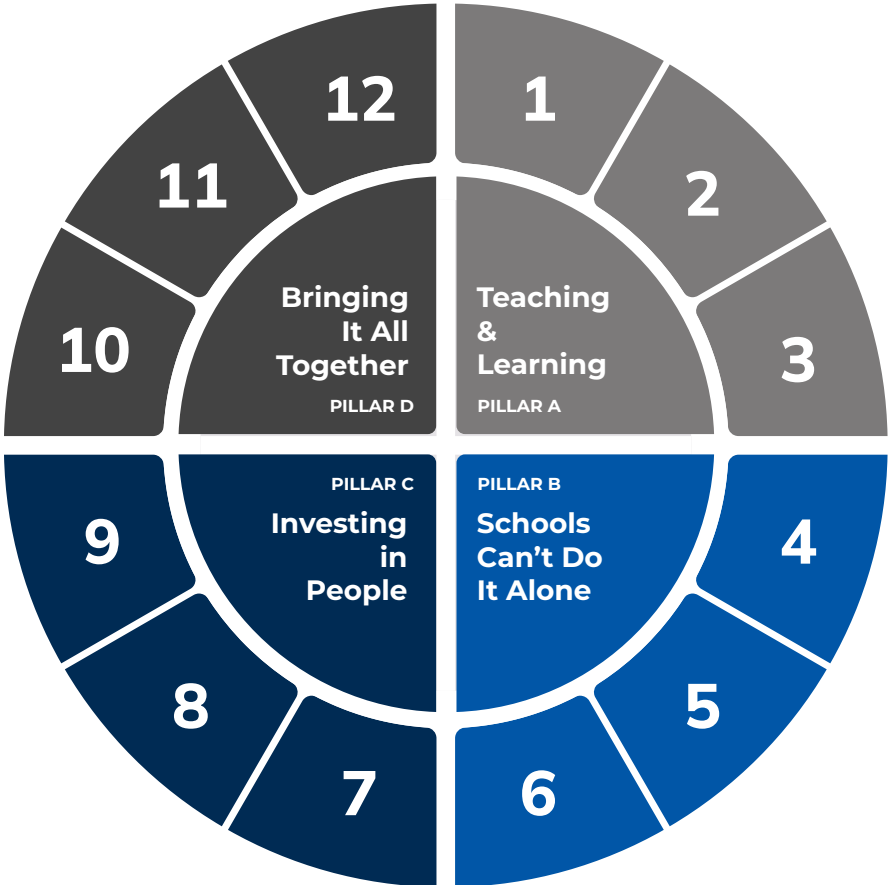 12
1
11
2
10
3
Bringing
It All
Together
PILLAR D
Teaching
&
Learning
PILLAR A
PILLAR C
Investing
in
People
PILLAR B
Schools
Can’t Do
It Alone
9
4
8
5
7
6